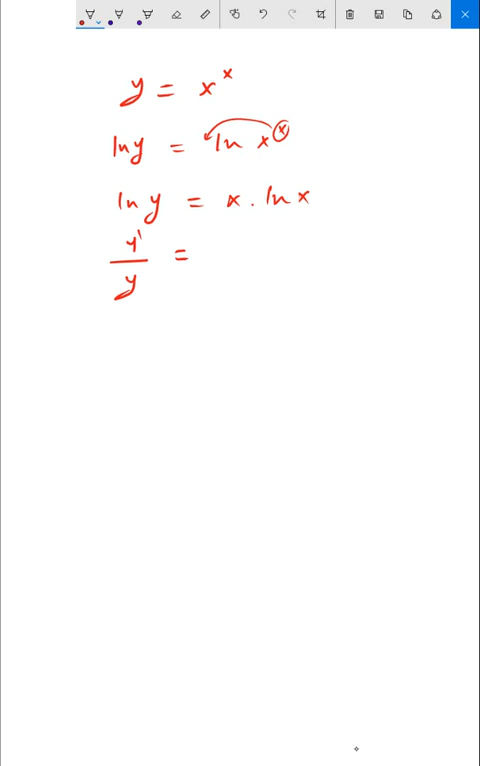 y = x^x
ln y = ln x^x
ln y = x . ln x
y'/y =